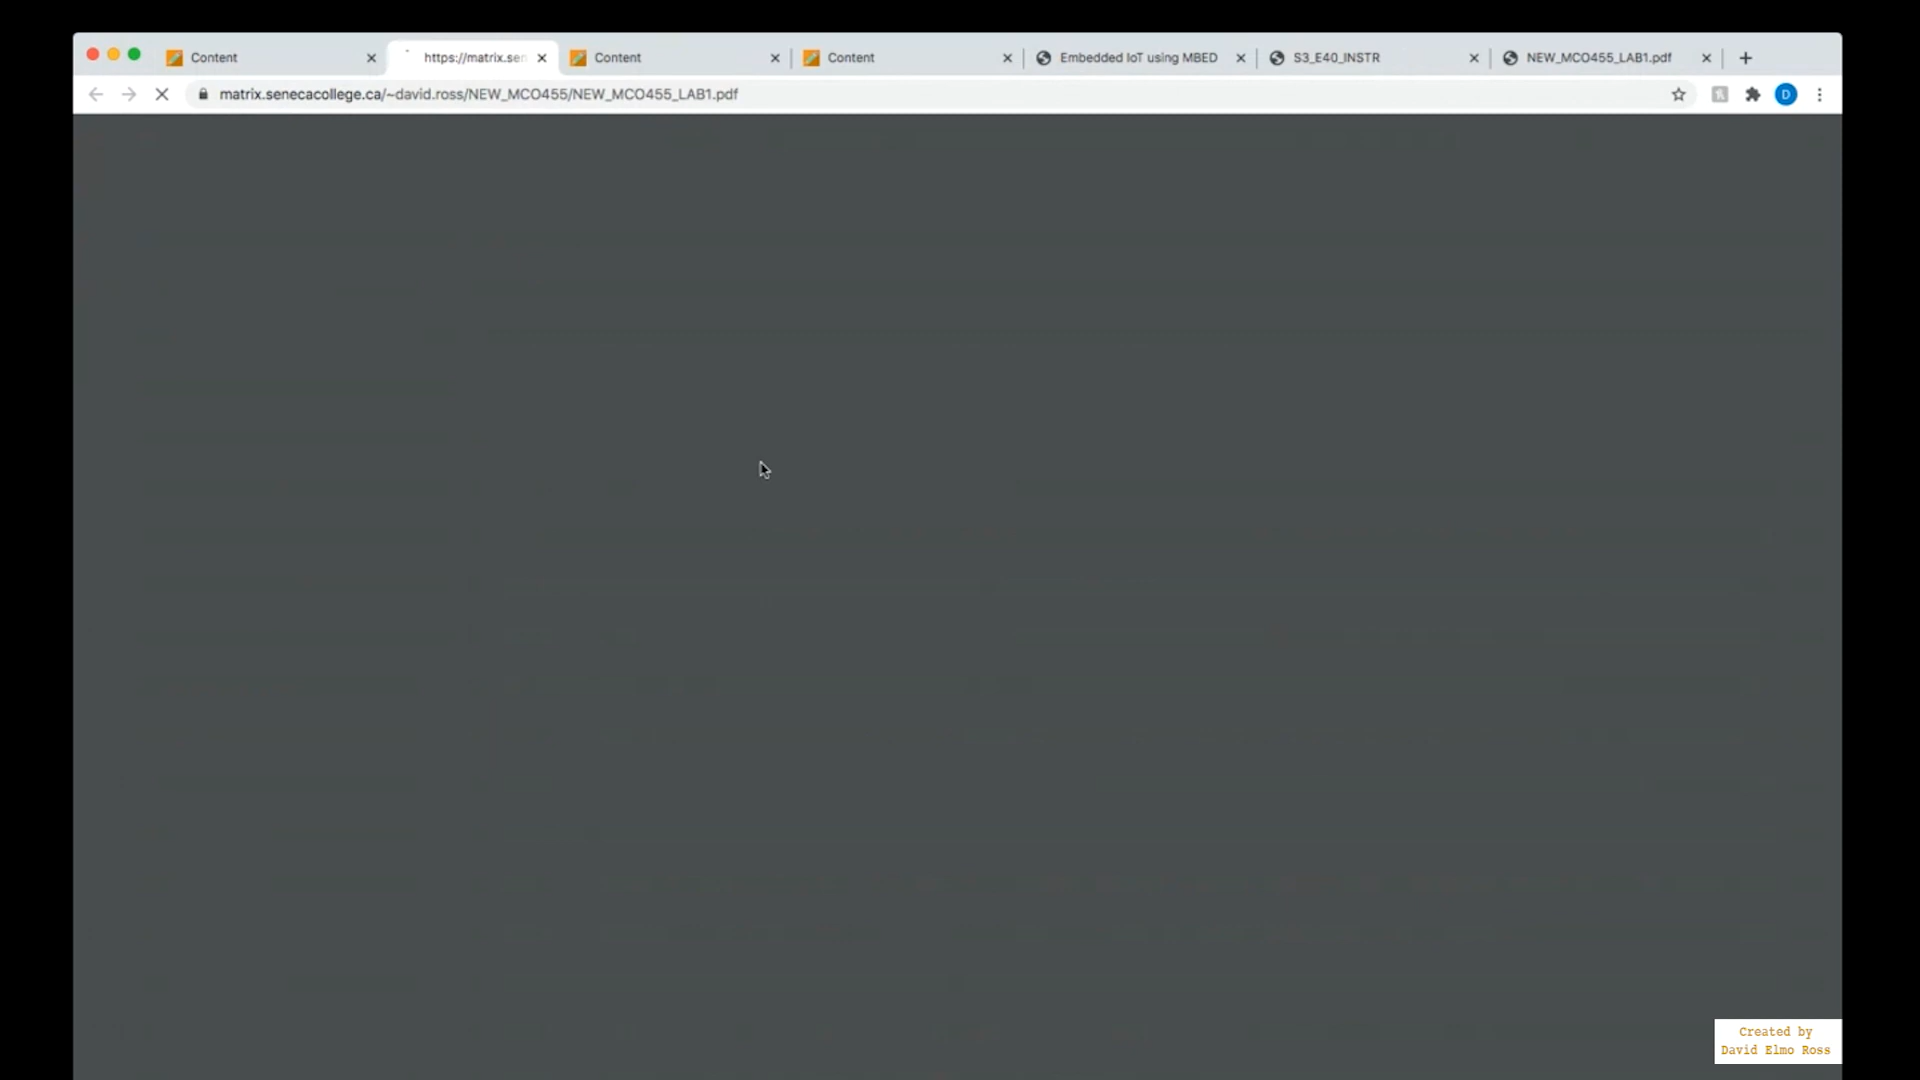 Content
https://matrix.sen
Content
Content
Embedded IoT using MBED
S3_E40_INSTR
NEW_MCO455_LAB1.pdf
matrix.senecacollege.ca/~david.ross/NEW_MCO455/NEW_MCO455_LAB1.pdf
D
Created by
David Elmo Ross